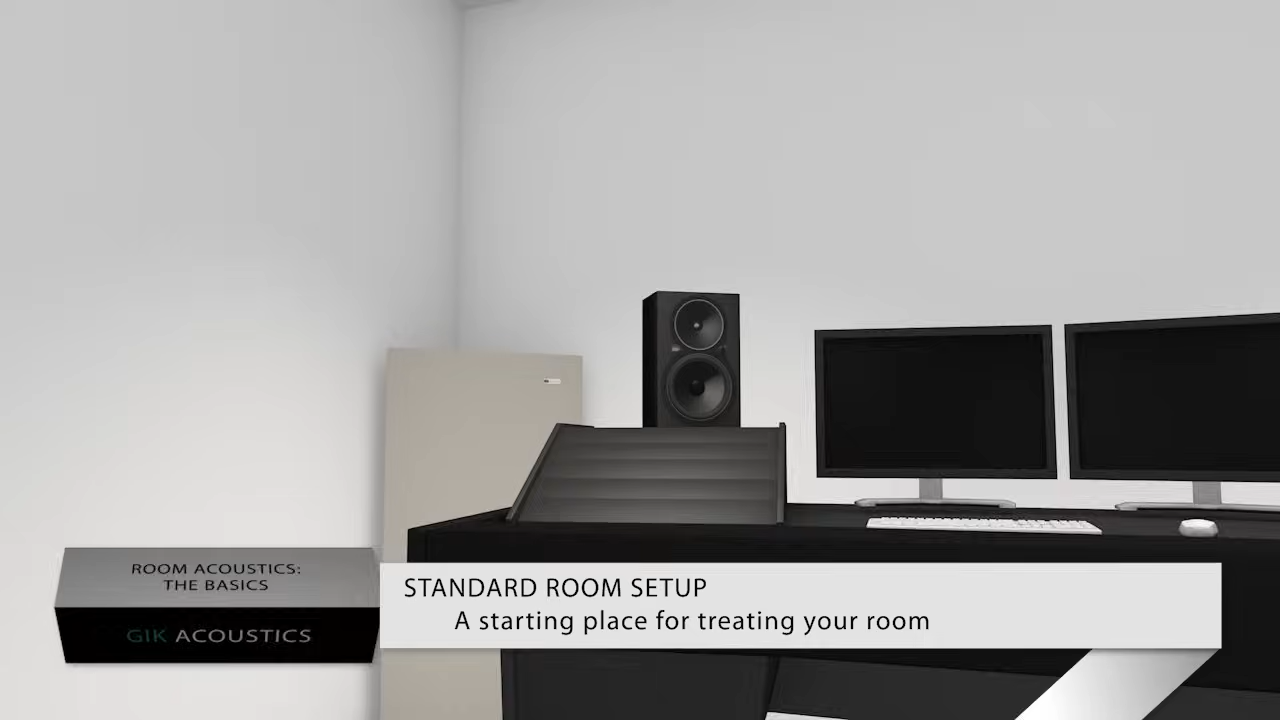 ROOM ACOUSTICS:
THE BASICS
GIK ACOUSTICS
STANDARD ROOM SETUP
A starting place for treating your room